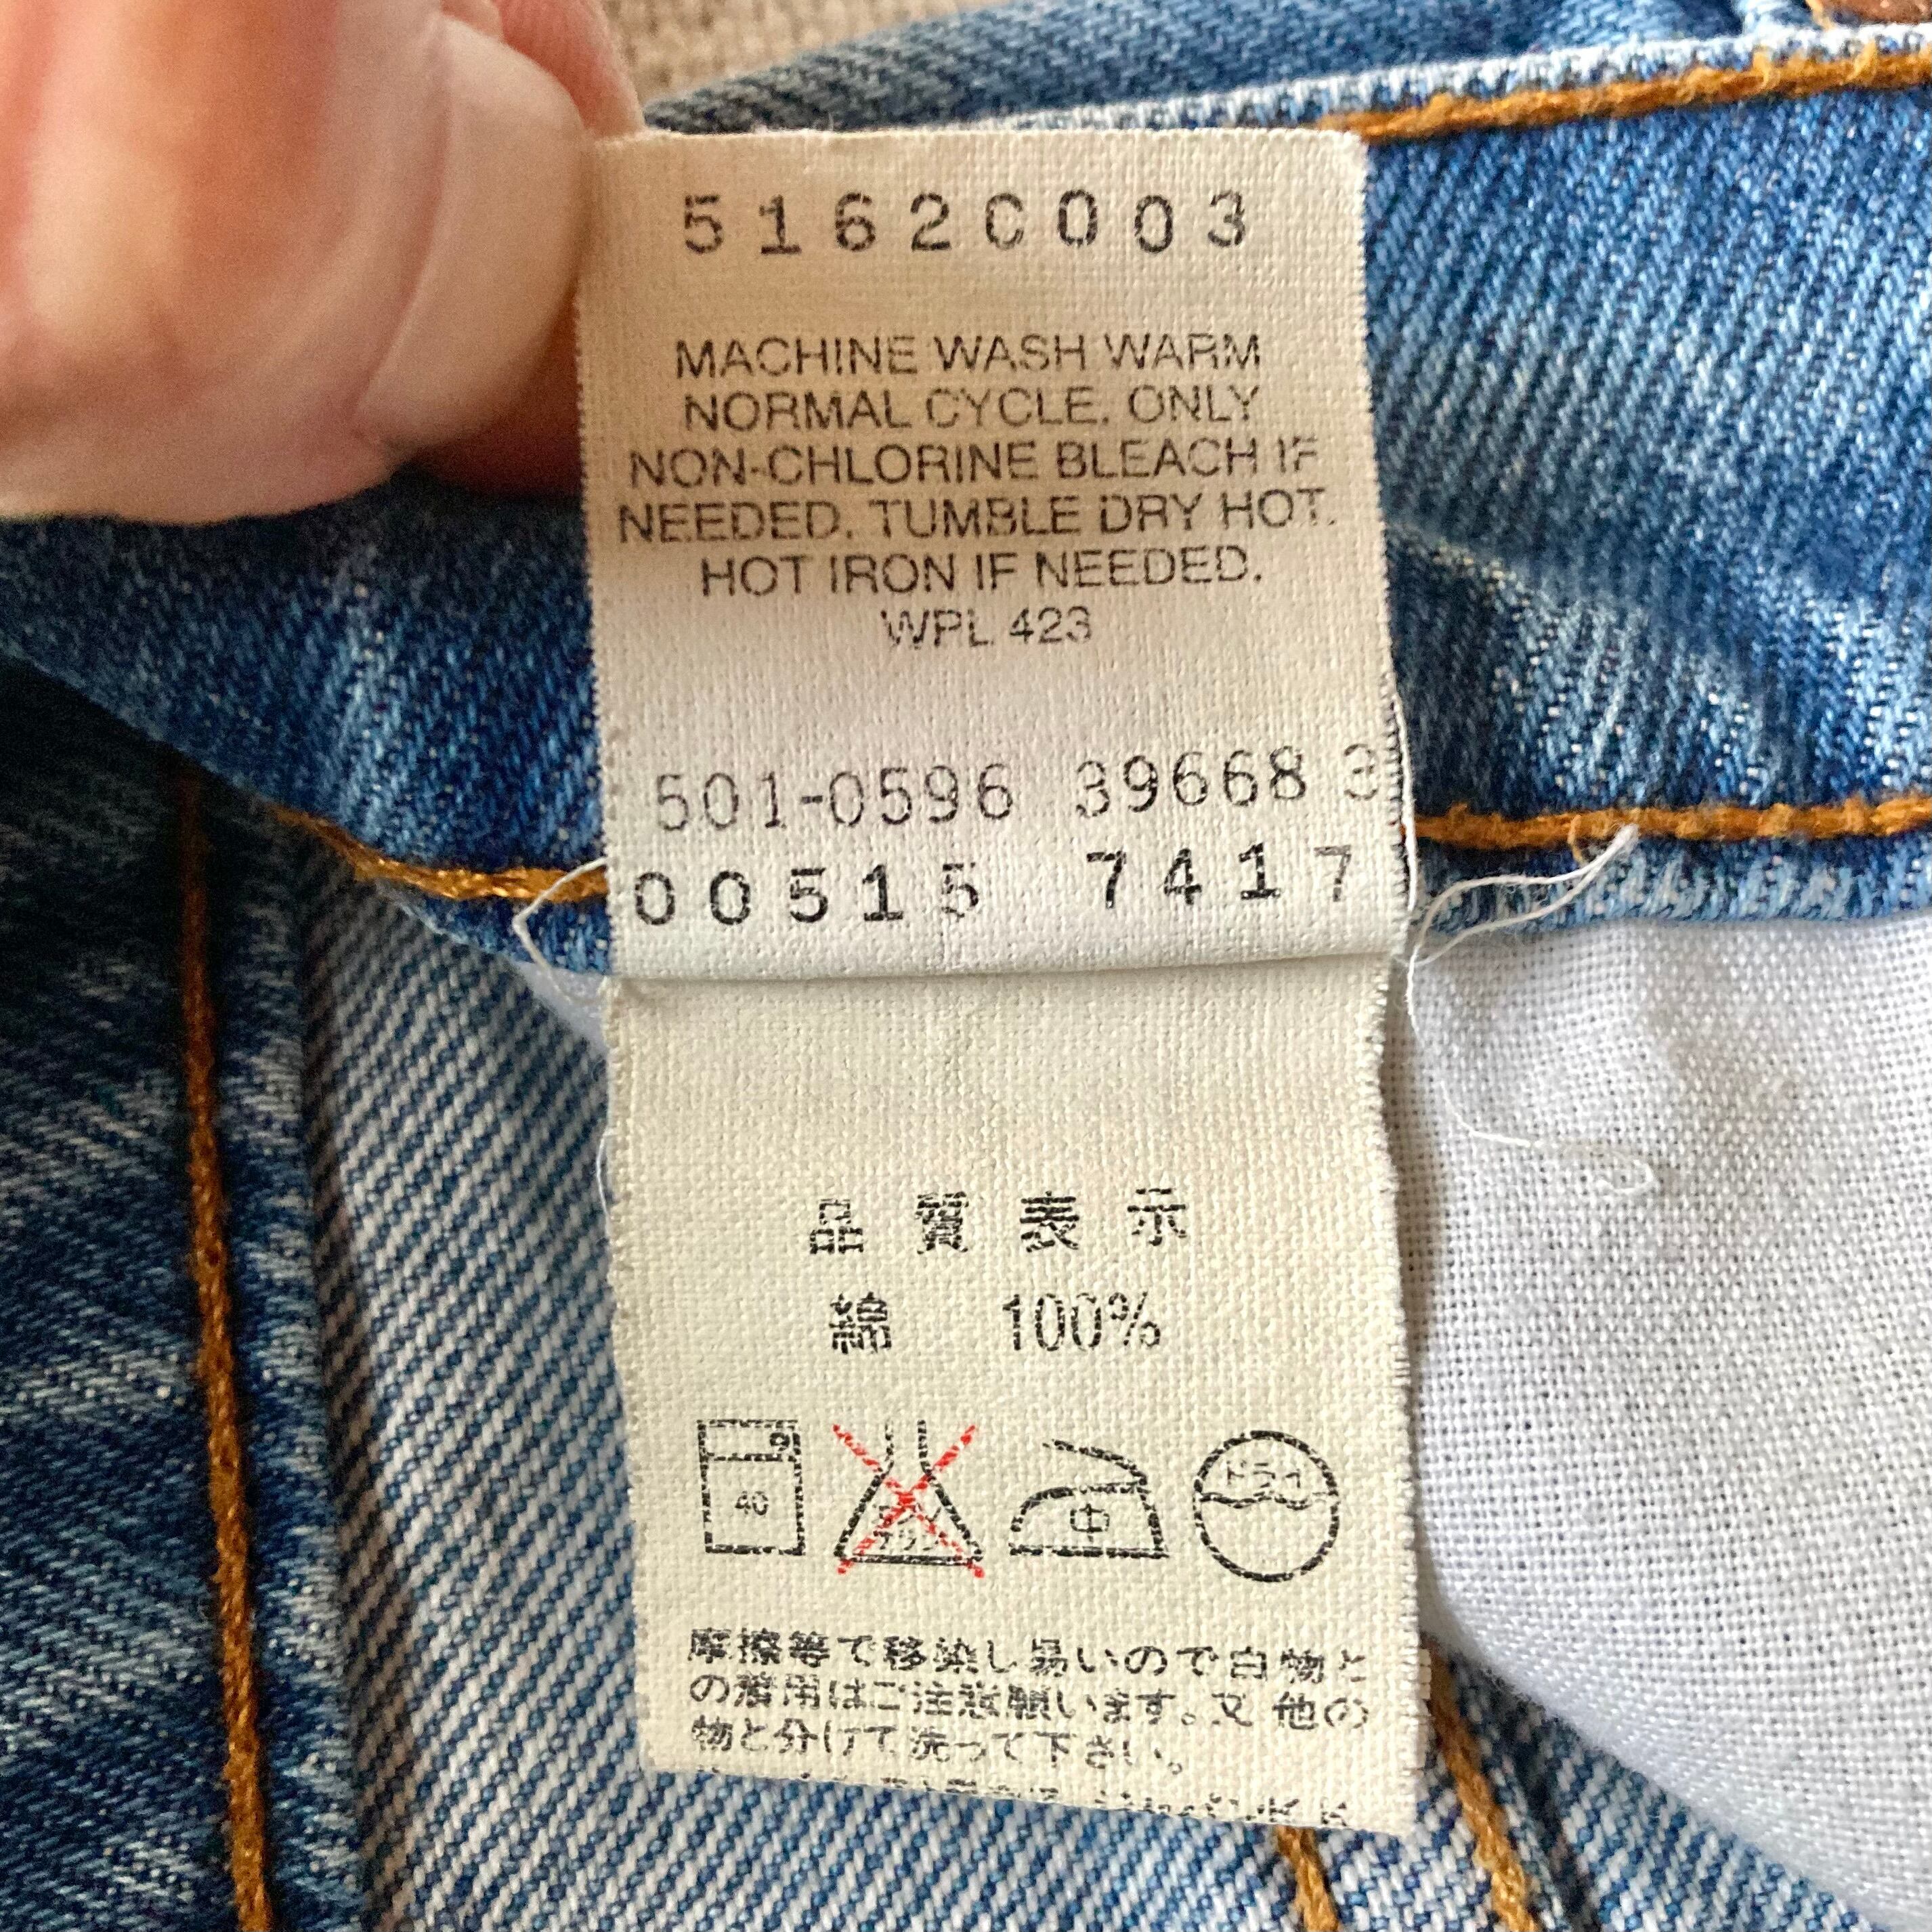 5162C003
MACHINE WASH WARM
NORMAL CYCLE. ONLY
NON-CHLORINE BLEACH IF
NEEDED. TUMBLE DRY HOT.
HOT IRON IF NEEDED.
WPL 423
501-0596 39668 3
00515 7417
品質表示
綿 100%
40
中
ドライ
摩擦等で移染し易いので白物と
の着用はご注意願います。又他の
物と分けて洗って下さい。